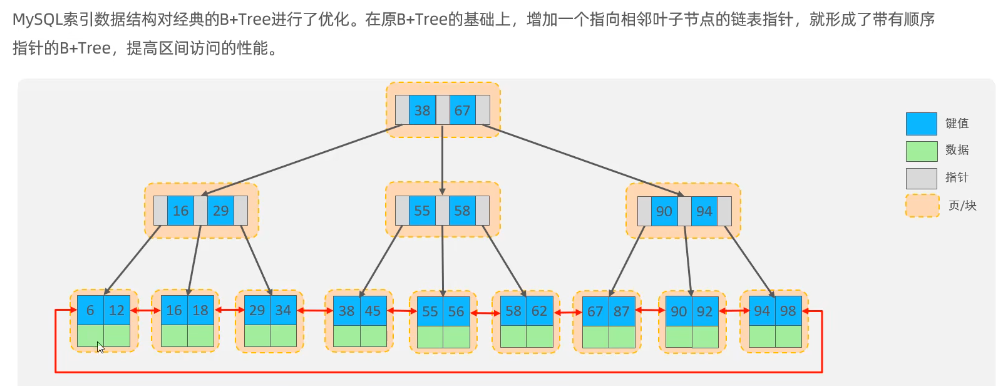 MySQL索引数据结构对经典的B+Tree进行了优化。在原B+Tree的基础上，增加一个指向相邻叶子节点的链表指针，就形成了带有顺序
指针的B+Tree，提高区间访问的性能。
38 67
键值
数据
指针
页/块
16 29
55 58
90 94
6 12
16 18
29 34
38 45
55 56
58 62
67 87
90 92
94 98